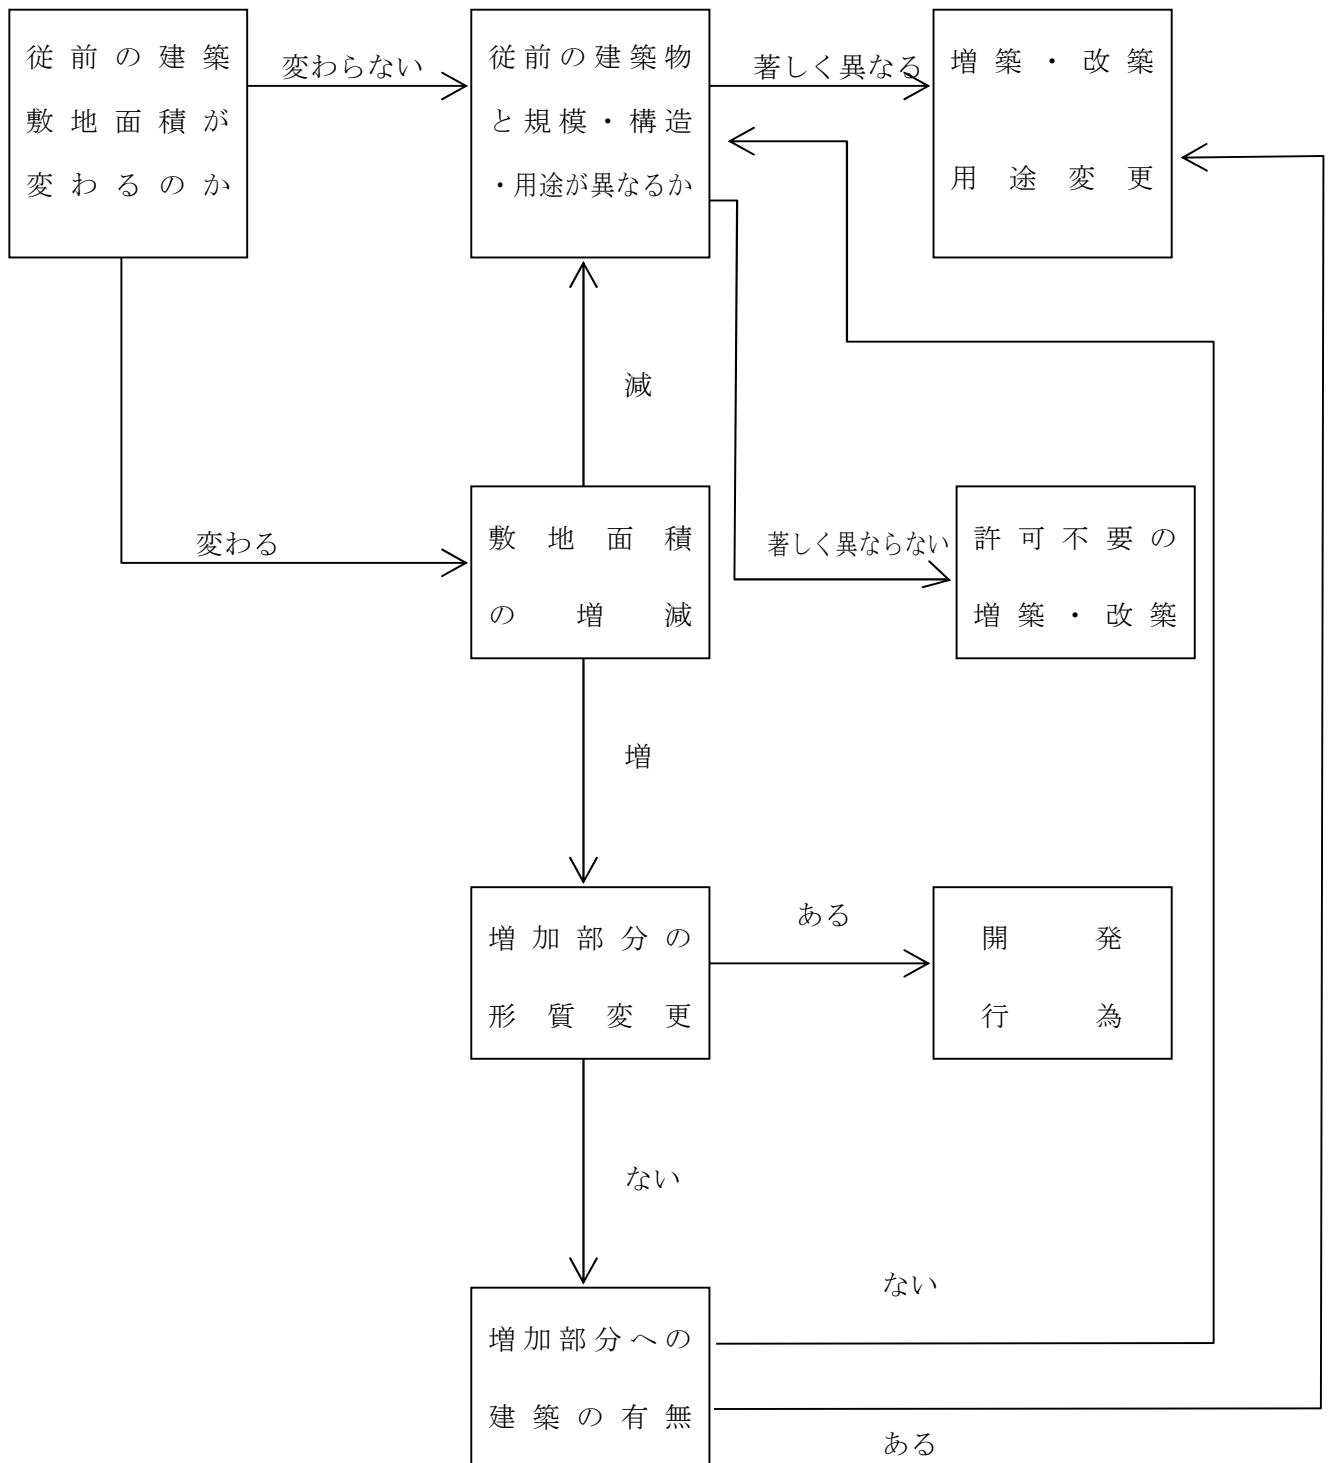 従前の建築
敷地面積が
変わるのか
変わらない
従前の建築物
と規模・構造
・用途が異なるか
著しく異なる
増築・改築
用途変更
減
変わる
敷地面積
の増減
著しく異ならない
許可不要の
増築・改築
増
増加部分の
形質変更
ある
開発
行為
ない
増加部分への
建築の有無
ない
ある